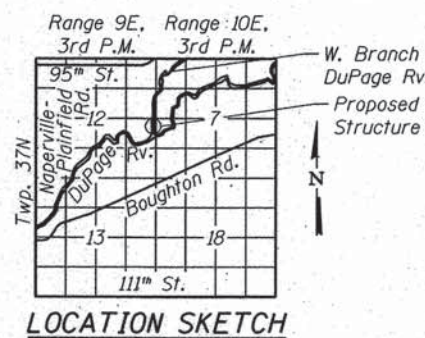 Range 9E, Range 10E,
3rd P.M. 3rd P.M.
95th St.
W. Branch
DuPage Rv
Proposed
Structure
Twp. 37N
Naperville-
Plainfield
Rd.
12
7
DuPage Rv.
Boughton Rd.
N
13
18
111th St.
LOCATION SKETCH